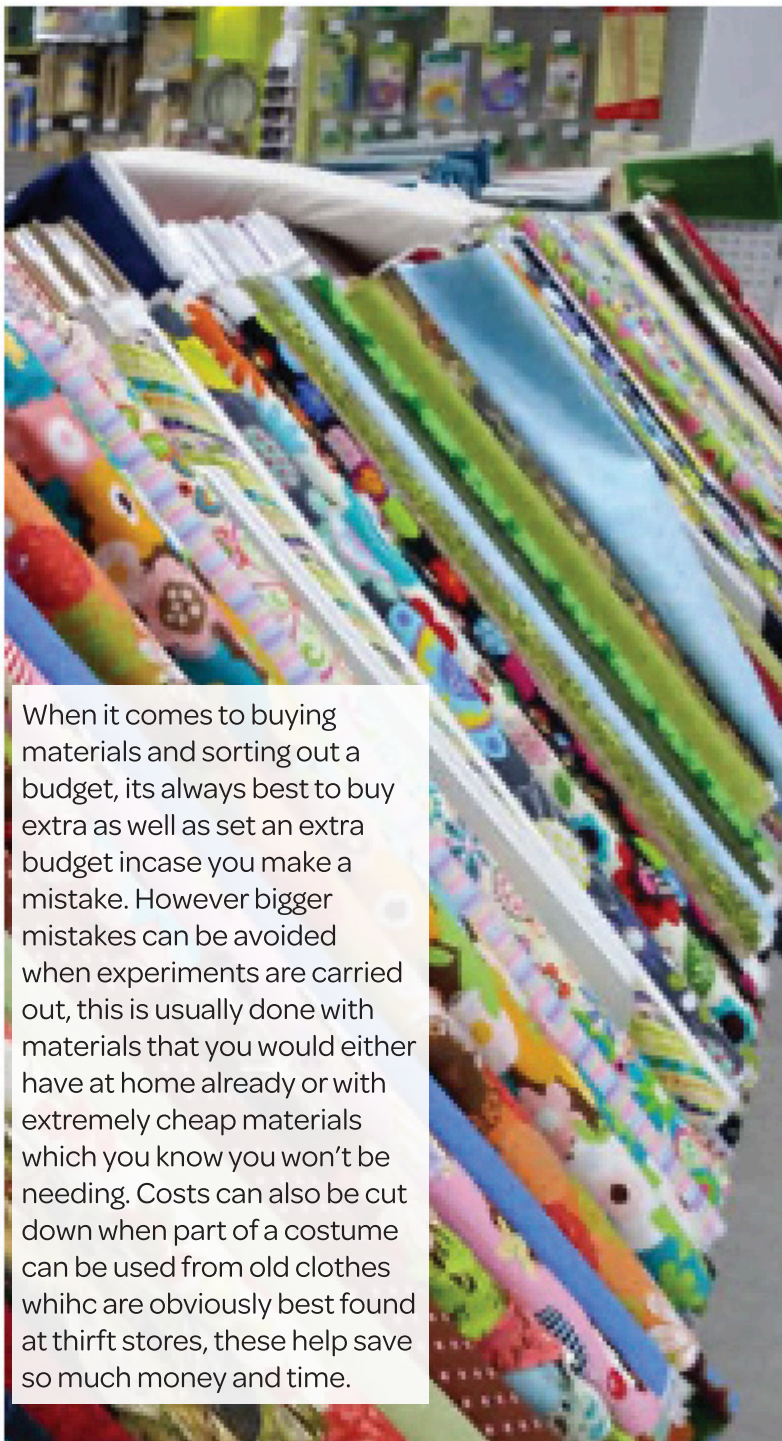 When it comes to buying
materials and sorting out a
budget, its always best to buy
extra as well as set an extra
budget incase you make a
mistake. However bigger
mistakes can be avoided
when experiments are carried
out, this is usually done with
materials that you would either
have at home already or with
extremely cheap materials
which you know you won’t be
needing. Costs can also be cut
down when part of a costume
can be used from old clothes
whihc are obviously best found
at thirft stores, these help save
so much money and time.